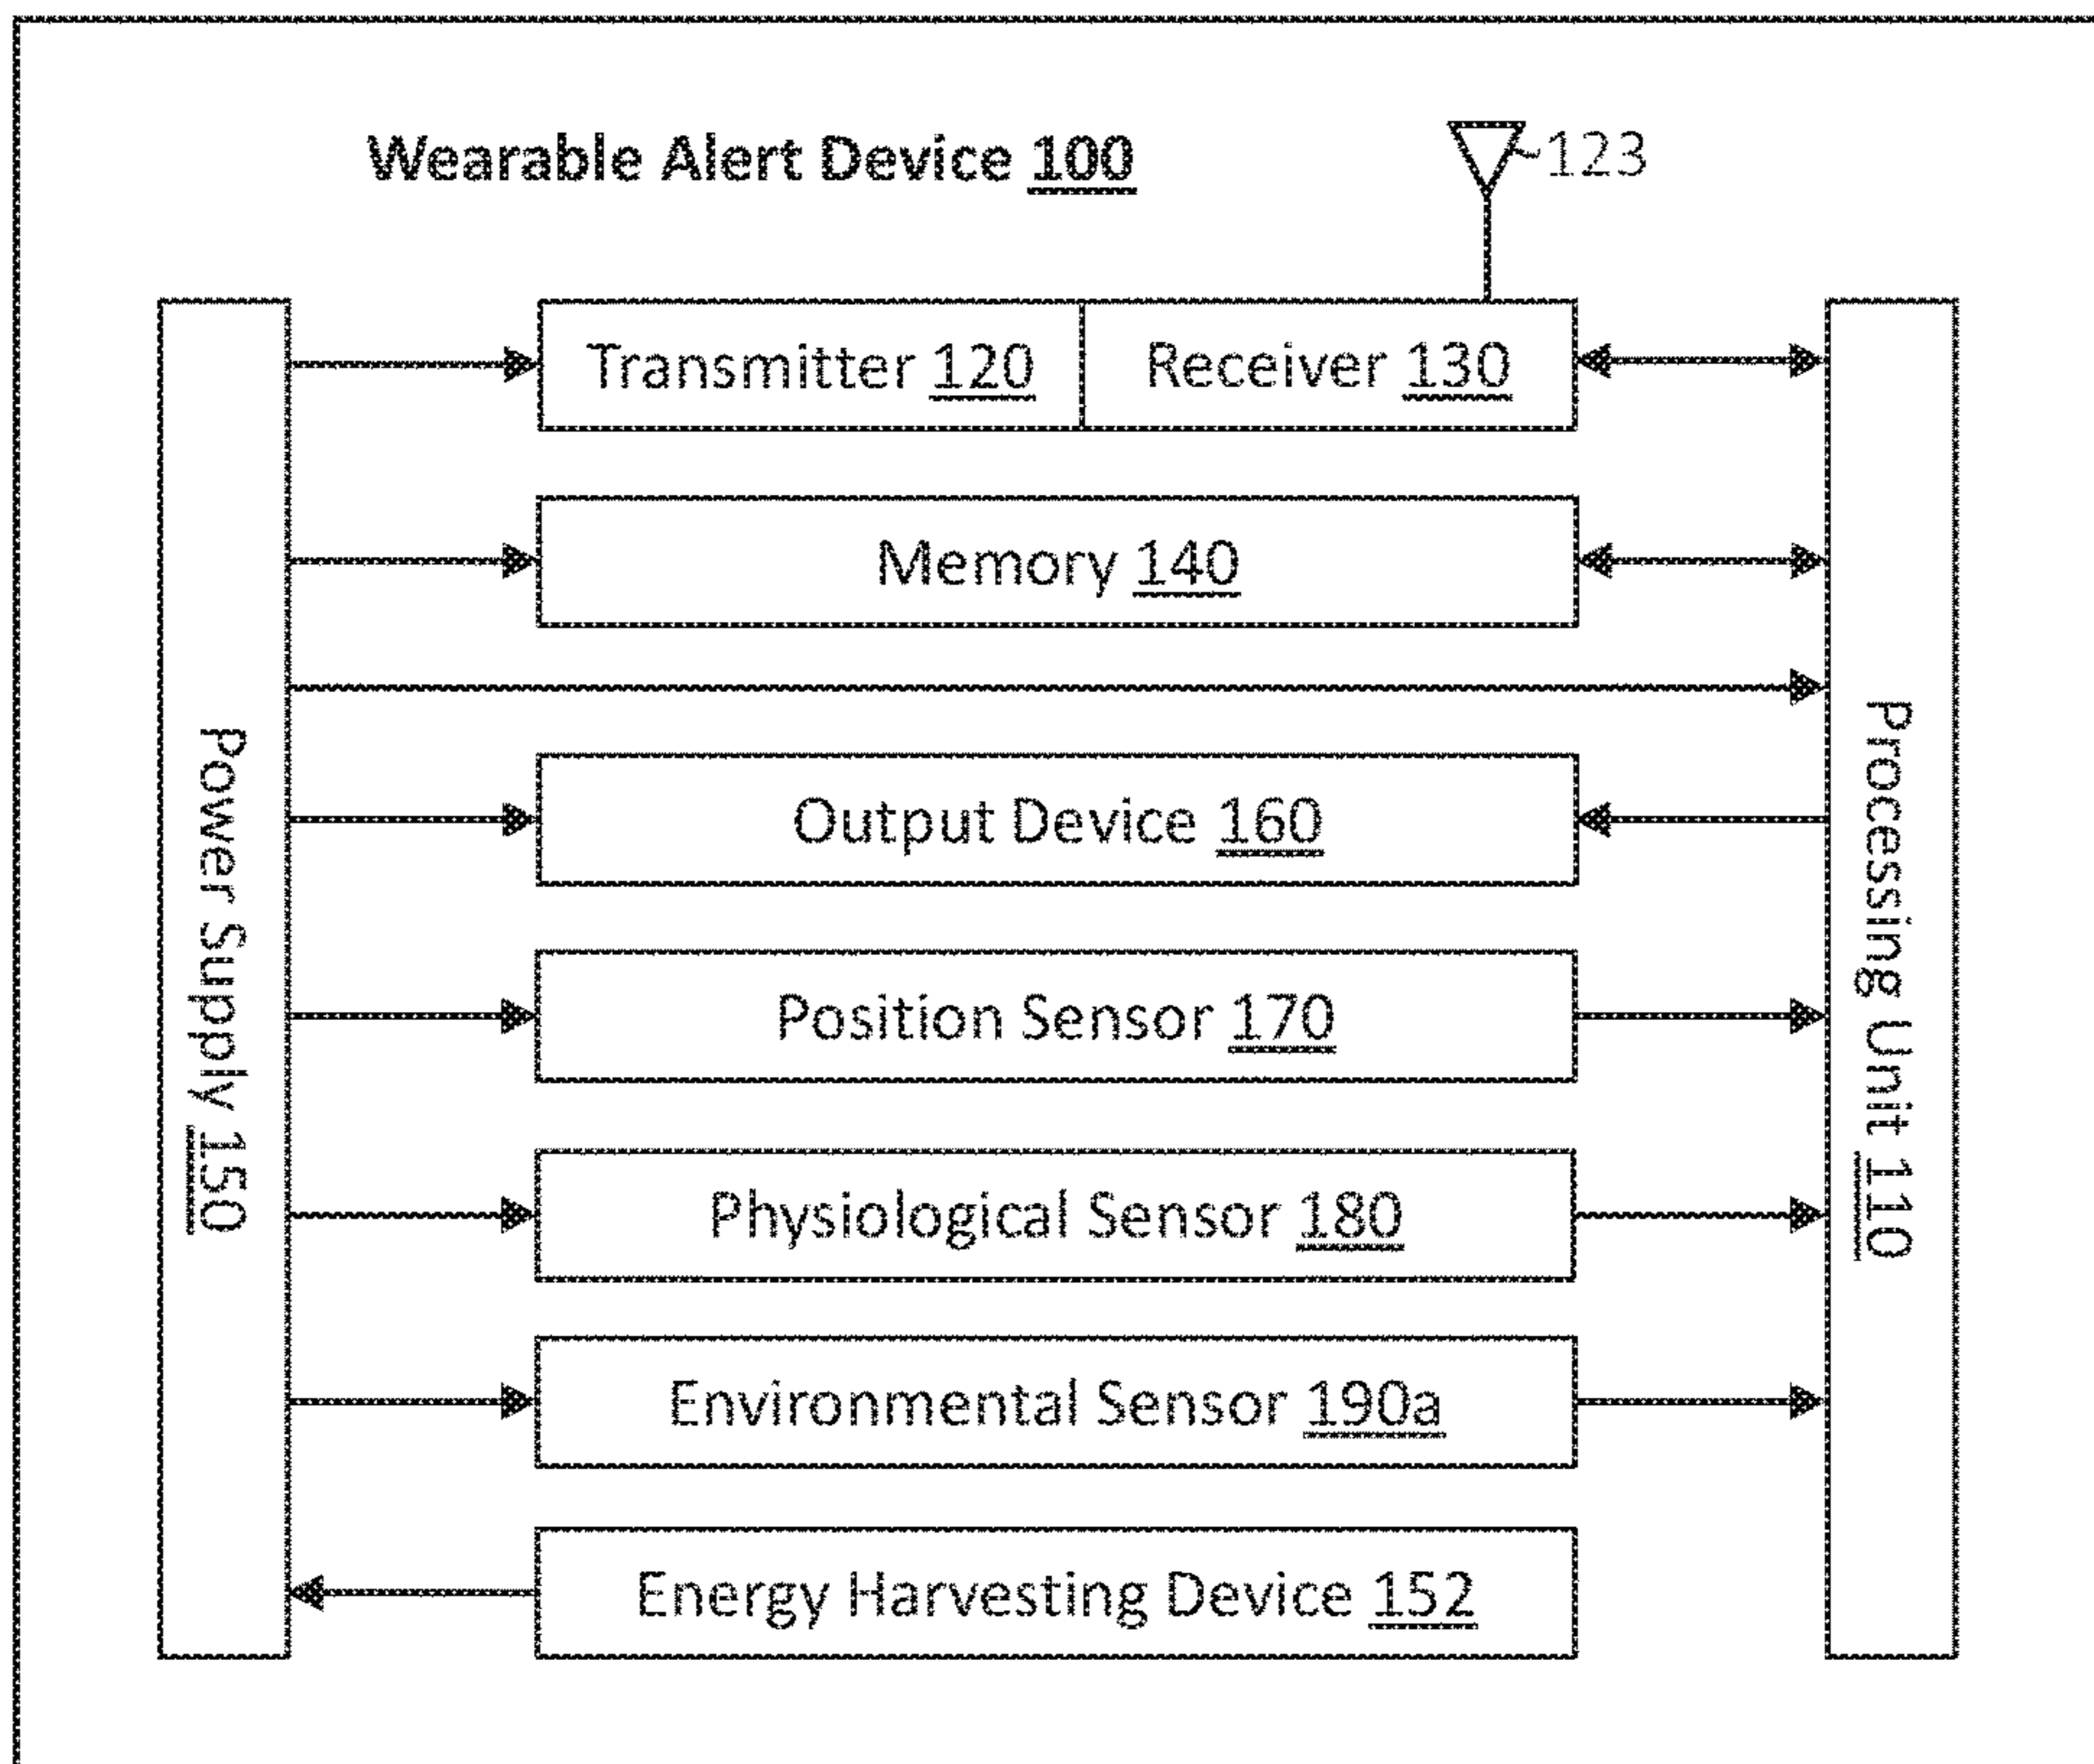 Wearable Alert Device 100
123
Transmitter 120
Receiver 130
Memory 140
Power Supply 150
Processing Unit 110
Output Device 160
Position Sensor 170
Physiological Sensor 180
Environmental Sensor 190a
Energy Harvesting Device 152